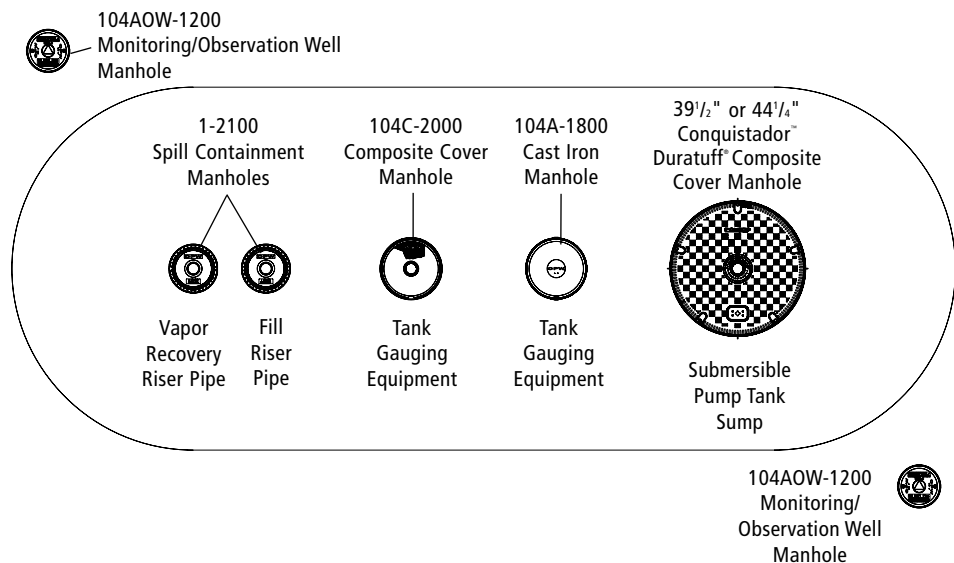 104AOW-1200
Monitoring/Observation Well
Manhole
1-2100
Spill Containment
Manholes
104C-2000
Composite Cover
Manhole
104A-1800
Cast Iron
Manhole
39¹/₂" or 44¹/₄"
Conquistador™
Duratuff® Composite
Cover Manhole
Vapor
Recovery
Riser Pipe
Fill
Riser
Pipe
Tank
Gauging
Equipment
Tank
Gauging
Equipment
Submersible
Pump Tank
Sump
104AOW-1200
Monitoring/
Observation Well
Manhole